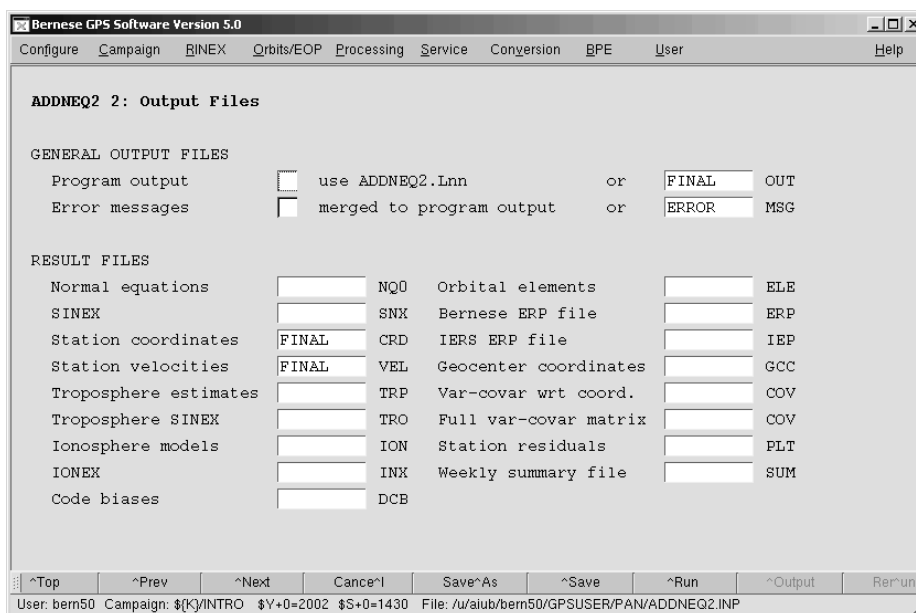 Bernese GPS Software Version 5.0
Configure Campaign RINEX Orbits/EOP Processing Service Conversion BPE User Help
ADDNEQ2 2: Output Files
GENERAL OUTPUT FILES
Program output use ADDNEQ2.Lnn or FINAL OUT
Error messages merged to program output or ERROR MSG
RESULT FILES
Normal equations NQ0 Orbital elements ELE
SINEX SNX Bernese ERP file ERP
Station coordinates FINAL CRD IERS ERP file IEP
Station velocities FINAL VEL Geocenter coordinates GCC
Troposphere estimates TRP Var-covar wrt coord. COV
Troposphere SINEX TRO Full var-covar matrix COV
Ionosphere models ION Station residuals PLT
IONEX INX Weekly summary file SUM
Code biases DCB
^Top ^Prev ^Next Cance^l Save^As ^Save ^Run ^Output Rer^un
User: bern50 Campaign: ${K}/INTRO $Y+0=2002 $S+0=1430 File: /u/aiub/bern50/GPSUSER/PAN/ADDNEQ2.INP